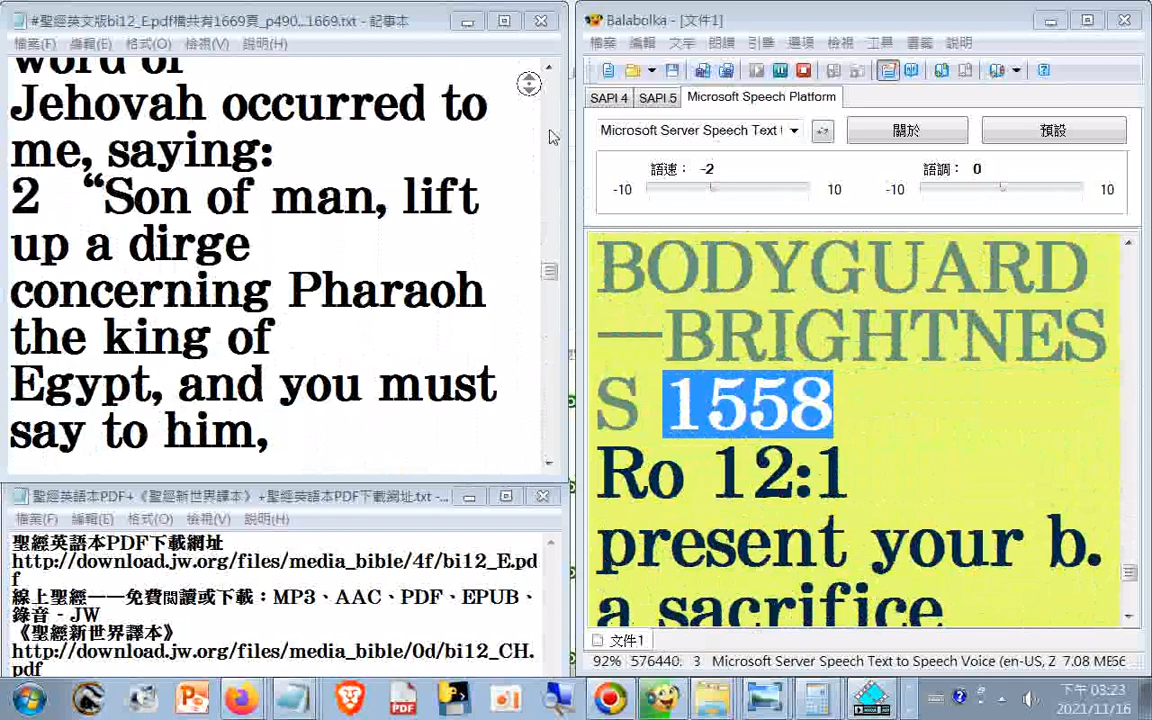 #聖經英文版bi12_E.pdf橫共有1669頁_p490,..1669.txt - 記事本
檔案(F) 編輯(E) 格式(O) 檢視(V) 說明(H)
word of
Jehovah occurred to
me, saying:
2 “Son of man, lift
up a dirge
concerning Pharaoh
the king of
Egypt, and you must
say to him,
聖經英語本PDF+《聖經新世界譯本》+聖經英語本PDF下載網址.txt -...
檔案(F) 編輯(E) 格式(O) 檢視(V) 說明(H)
聖經英語本PDF下載網址
http://download.jw.org/files/media_bible/4f/bi12_E.pd
f
線上聖經——免費閱讀或下載：MP3、AAC、PDF、EPUB、
錄音 - JW
《聖經新世界譯本》
http://download.jw.org/files/media_bible/0d/bi12_CH.
pdf
Balabolka - [文件1]
檔案 編輯 文字 朗讀 引擎 選項 檢視 工具 書籤 說明
SAPI 4 SAPI 5 Microsoft Speech Platform
Microsoft Server Speech Text 關於 預設
語速： -2 語調： 0
-10 10 -10 10
BODYGUARD
—BRIGHTNES
S 1558
Ro 12:1
present your b.
a sacrifice
文件1
92% 576440: 3 Microsoft Server Speech Text to Speech Voice (en-US, Z 7.08 ME
PDF
下午 03:23
2021/11/16